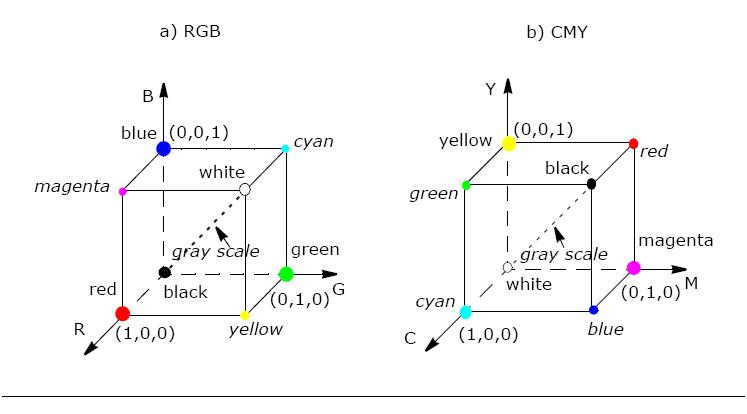 a) RGB
B
blue
(0,0,1)
cyan
magenta
white
gray scale
green
red
black
(0,1,0)
G
R
(1,0,0)
yellow
b) CMY
Y
yellow
(0,0,1)
red
green
black
gray scale
magenta
white
cyan
(0,1,0)
M
C
(1,0,0)
blue